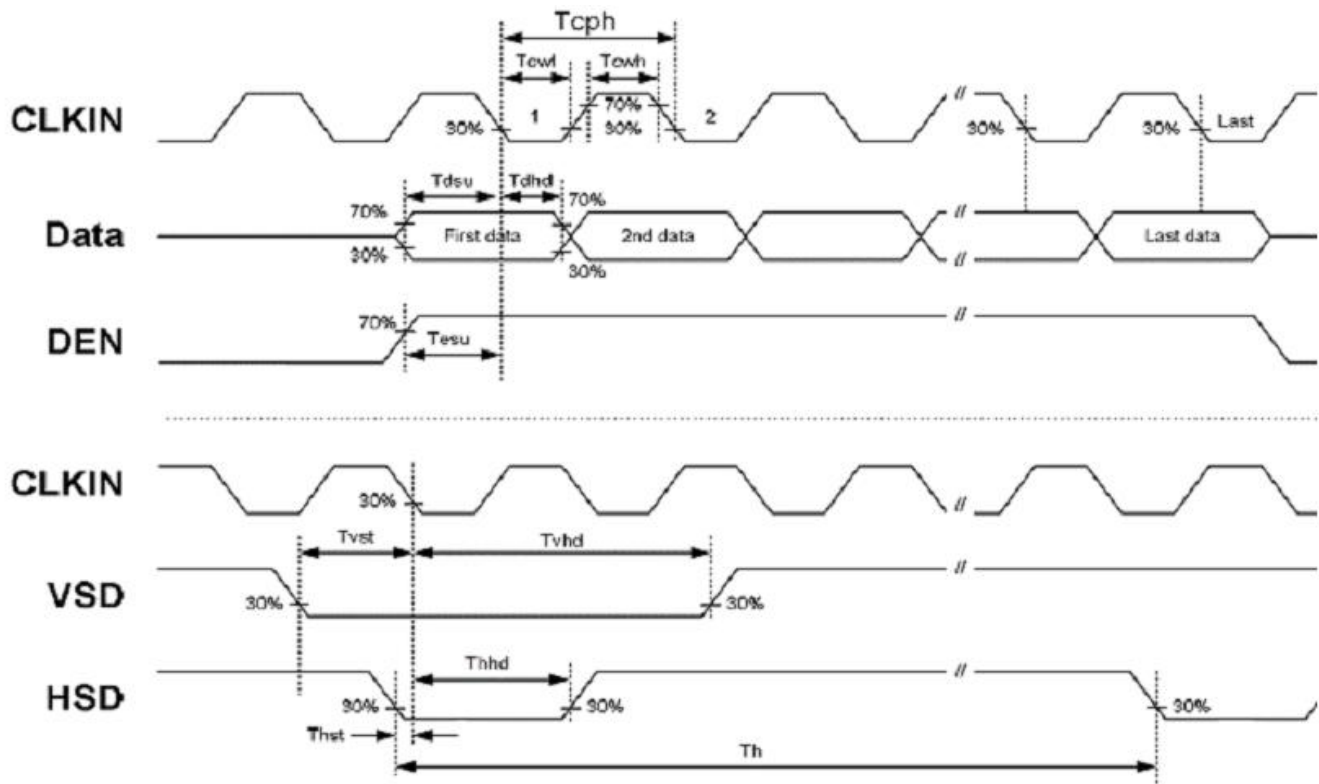 Tcph
Tcwl Tcwh
CLKIN 30% 1 70% 30% 2 // 30% 30% Last
Tdsu Tdhd
70% 70%
Data First data 2nd data // Last data
30% 30%
DEN 70% //
Tesu
CLKIN 30% //
Tvst Tvhd
VSD 30% 30% //
Thhd
HSD 30% 30% // 30%
Thst
Th